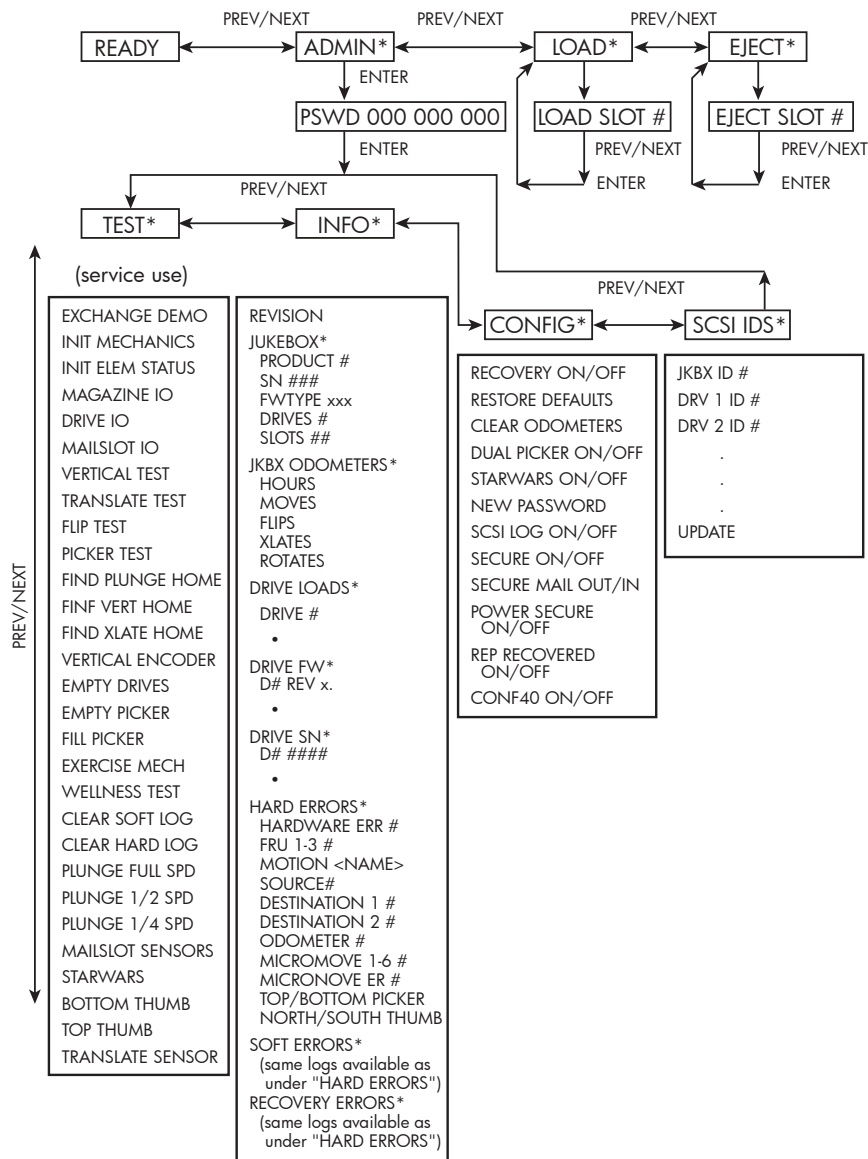 PREV/NEXT
PREV/NEXT
PREV/NEXT
READY
ADMIN*
LOAD*
EJECT*
ENTER
PSWD 000 000 000
LOAD SLOT #
EJECT SLOT #
ENTER
PREV/NEXT
PREV/NEXT
PREV/NEXT
ENTER
ENTER
TEST*
INFO*
(service use)
PREV/NEXT
CONFIG*
SCSI IDS*
PREV/NEXT
EXCHANGE DEMO
INIT MECHANICS
INIT ELEM STATUS
MAGAZINE IO
DRIVE IO
MAILSLOT IO
VERTICAL TEST
TRANSLATE TEST
FLIP TEST
PICKER TEST
FIND PLUNGE HOME
FINF VERT HOME
FIND XLATE HOME
VERTICAL ENCODER
EMPTY DRIVES
EMPTY PICKER
FILL PICKER
EXERCISE MECH
WELLNESS TEST
CLEAR SOFT LOG
CLEAR HARD LOG
PLUNGE FULL SPD
PLUNGE 1/2 SPD
PLUNGE 1/4 SPD
MAILSLOT SENSORS
STARWARS
BOTTOM THUMB
TOP THUMB
TRANSLATE SENSOR
REVISION
JUKEBOX*
PRODUCT #
SN ###
FWTYPE xxx
DRIVES #
SLOTS ##
JKBX ODOMETERS*
HOURS
MOVES
FLIPS
XLATES
ROTATES
DRIVE LOADS*
DRIVE #
•
DRIVE FW*
D# REV x.
•
DRIVE SN*
D# ####
•
HARD ERRORS*
HARDWARE ERR #
FRU 1-3 #
MOTION <NAME>
SOURCE#
DESTINATION 1 #
DESTINATION 2 #
ODOMETER #
MICROMOVE 1-6 #
MICRONOVE ER #
TOP/BOTTOM PICKER
NORTH/SOUTH THUMB
SOFT ERRORS*
(same logs available as
under "HARD ERRORS")
RECOVERY ERRORS*
(same logs available as
under "HARD ERRORS")
RECOVERY ON/OFF
RESTORE DEFAULTS
CLEAR ODOMETERS
DUAL PICKER ON/OFF
STARWARS ON/OFF
NEW PASSWORD
SCSI LOG ON/OFF
SECURE ON/OFF
SECURE MAIL OUT/IN
POWER SECURE
ON/OFF
REP RECOVERED
ON/OFF
CONF40 ON/OFF
JKBX ID #
DRV 1 ID #
DRV 2 ID #
.
.
.
UPDATE